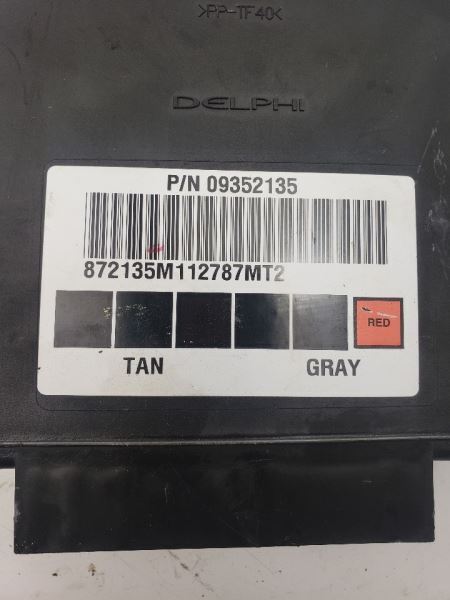 >PP-TF40<
DELPHI
P/N 09352135
872135M112787MT2
RED
TAN GRAY